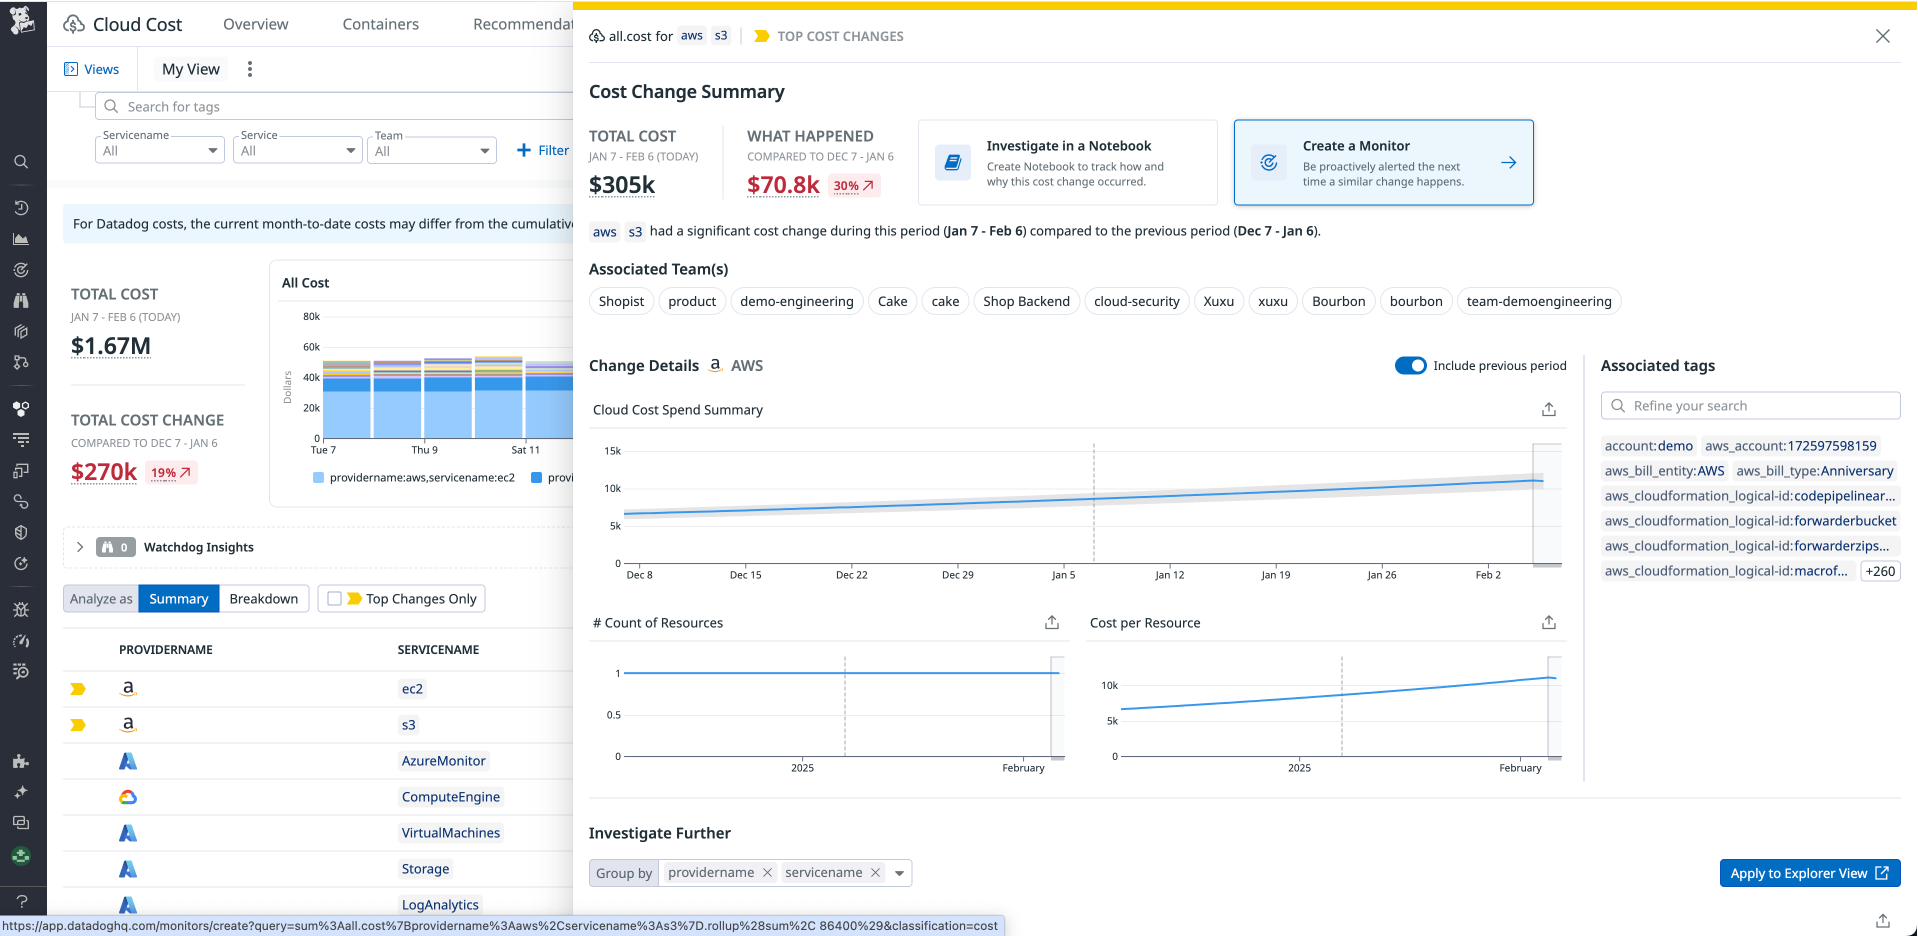 Cloud Cost
Overview
Containers
Recommendat
Views
My View
Search for tags
Servicename
All
Service
All
Team
All
Filter
For Datadog costs, the current month-to-date costs may differ from the cumulative
TOTAL COST
JAN 7 - FEB 6 (TODAY)
$1.67M
TOTAL COST CHANGE
COMPARED TO DEC 7 - JAN 6
$270k
19%
All Cost
80k
60k
40k
20k
0
Dollars
Tue 7
Thu 9
Sat 11
providername:aws,servicename:ec2
provi
0
Watchdog Insights
Analyze as
Summary
Breakdown
Top Changes Only
PROVIDERNAME
SERVICENAME
ec2
s3
AzureMonitor
ComputeEngine
VirtualMachines
Storage
LogAnalytics
https://app.datadoghq.com/monitors/create?query=sum%3Aall.cost%7Bprovidername%3Aaws%2Cservicename%3As3%7D.rollup%28sum%2C 86400%29&classification=cost
all.cost for aws s3
TOP COST CHANGES
Cost Change Summary
TOTAL COST
JAN 7 - FEB 6 (TODAY)
$305k
WHAT HAPPENED
COMPARED TO DEC 7 - JAN 6
$70.8k
30%
Investigate in a Notebook
Create Notebook to track how and
why this cost change occurred.
Create a Monitor
Be proactively alerted the next
time a similar change happens.
aws s3 had a significant cost change during this period (Jan 7 - Feb 6) compared to the previous period (Dec 7 - Jan 6).
Associated Team(s)
Shopist
product
demo-engineering
Cake
cake
Shop Backend
cloud-security
Xuxu
xuxu
Bourbon
bourbon
team-demoengineering
Change Details
a AWS
Include previous period
Cloud Cost Spend Summary
15k
10k
5k
0
Dec 8
Dec 15
Dec 22
Dec 29
Jan 5
Jan 12
Jan 19
Jan 26
Feb 2
# Count of Resources
1
0.5
0
2025
February
Cost per Resource
10k
5k
0
2025
February
Associated tags
Refine your search
account:demo aws_account:172597598159
aws_bill_entity:AWS aws_bill_type:Anniversary
aws_cloudformation_logical-id:codepipelinear...
aws_cloudformation_logical-id:forwarderbucket
aws_cloudformation_logical-id:forwarderzips...
aws_cloudformation_logical-id:macrof... +260
Investigate Further
Group by
providername
servicename
Apply to Explorer View